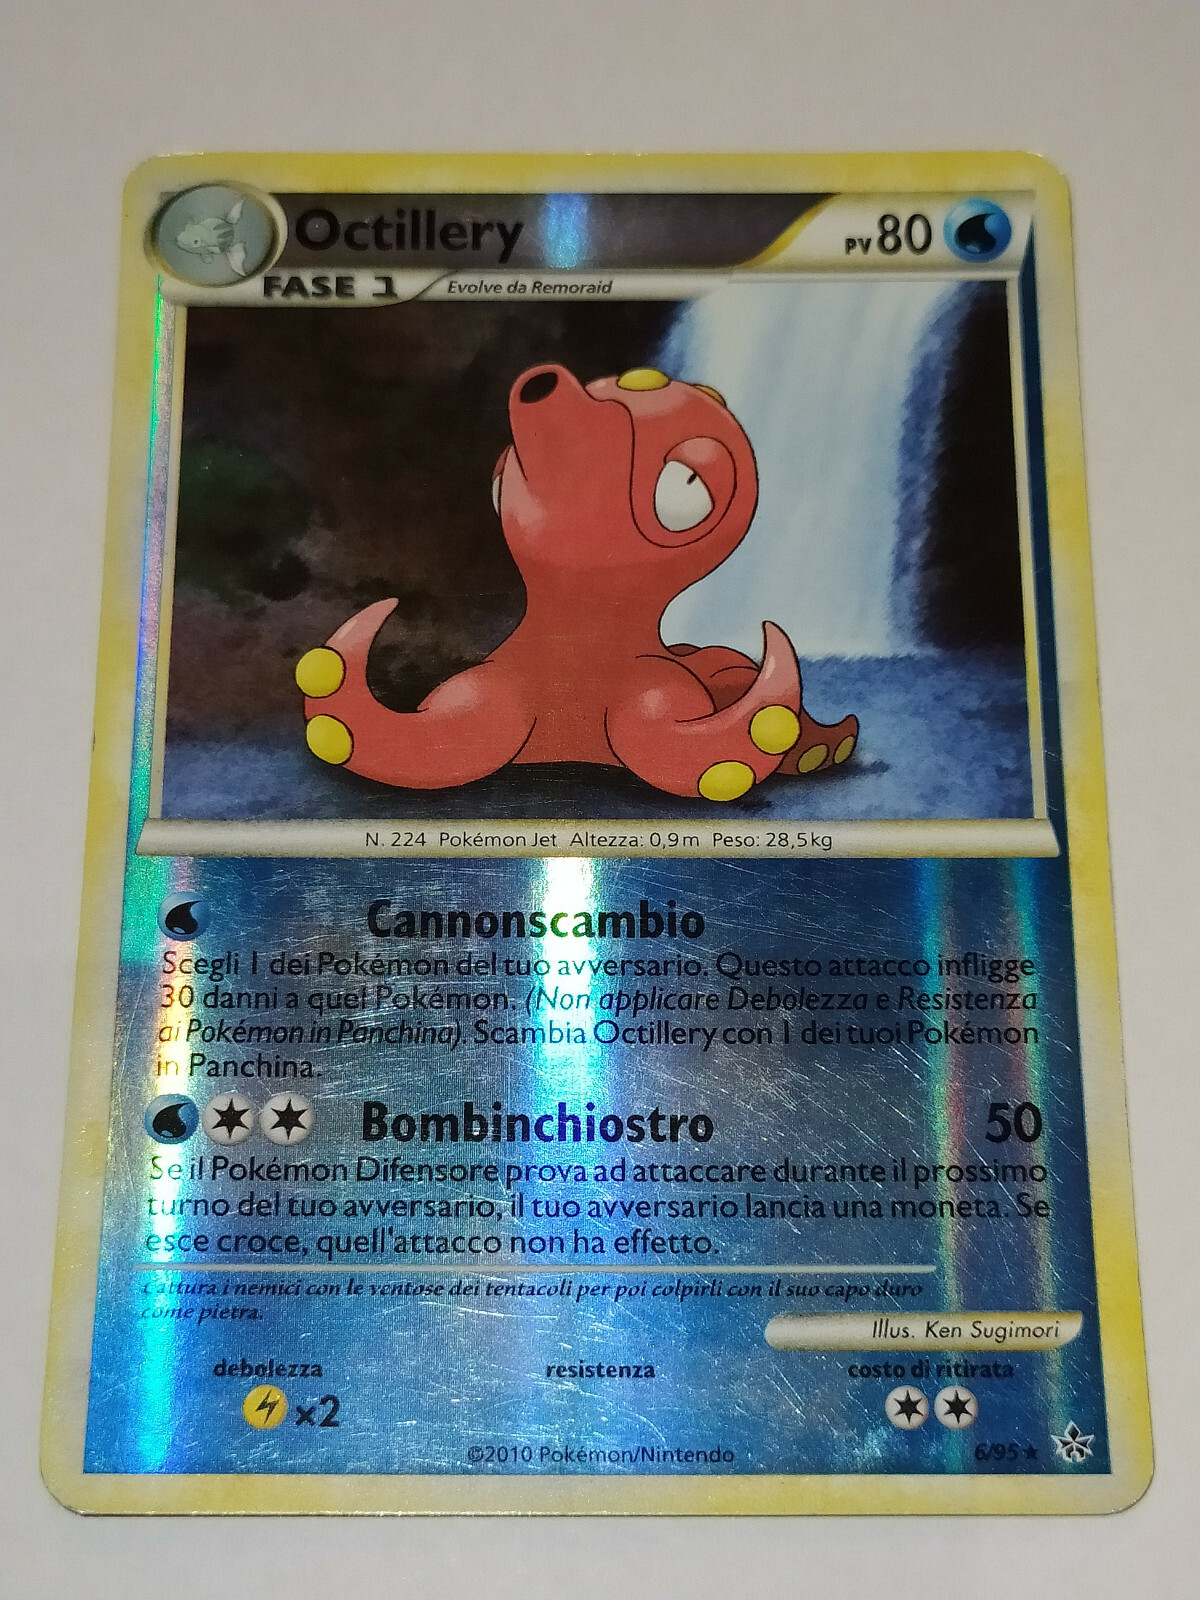 Octillery
PV 80
FASE 1
Evolve da Remoraid
N. 224 Pokémon Jet Altezza: 0,9m Peso: 28,5kg
Cannonscambio
Scegli 1 dei Pokémon del tuo avversario. Questo attacco infligge
30 danni a quel Pokémon. (Non applicare Debolezza e Resistenza
ai Pokémon in Panchina). Scambia Octillery con 1 dei tuoi Pokémon
in Panchina.
Bombinchiostro 50
Se il Pokémon Difensore prova ad attaccare durante il prossimo
turno del tuo avversario, il tuo avversario lancia una moneta. Se
esce croce, quell'attacco non ha effetto.
Cattura i nemici con le ventose dei tentacoli per poi colpirli con il suo capo duro
come pietra.
Illus. Ken Sugimori
debolezza resistenza costo di ritirata
x2
©2010 Pokémon/Nintendo 6/95 ★